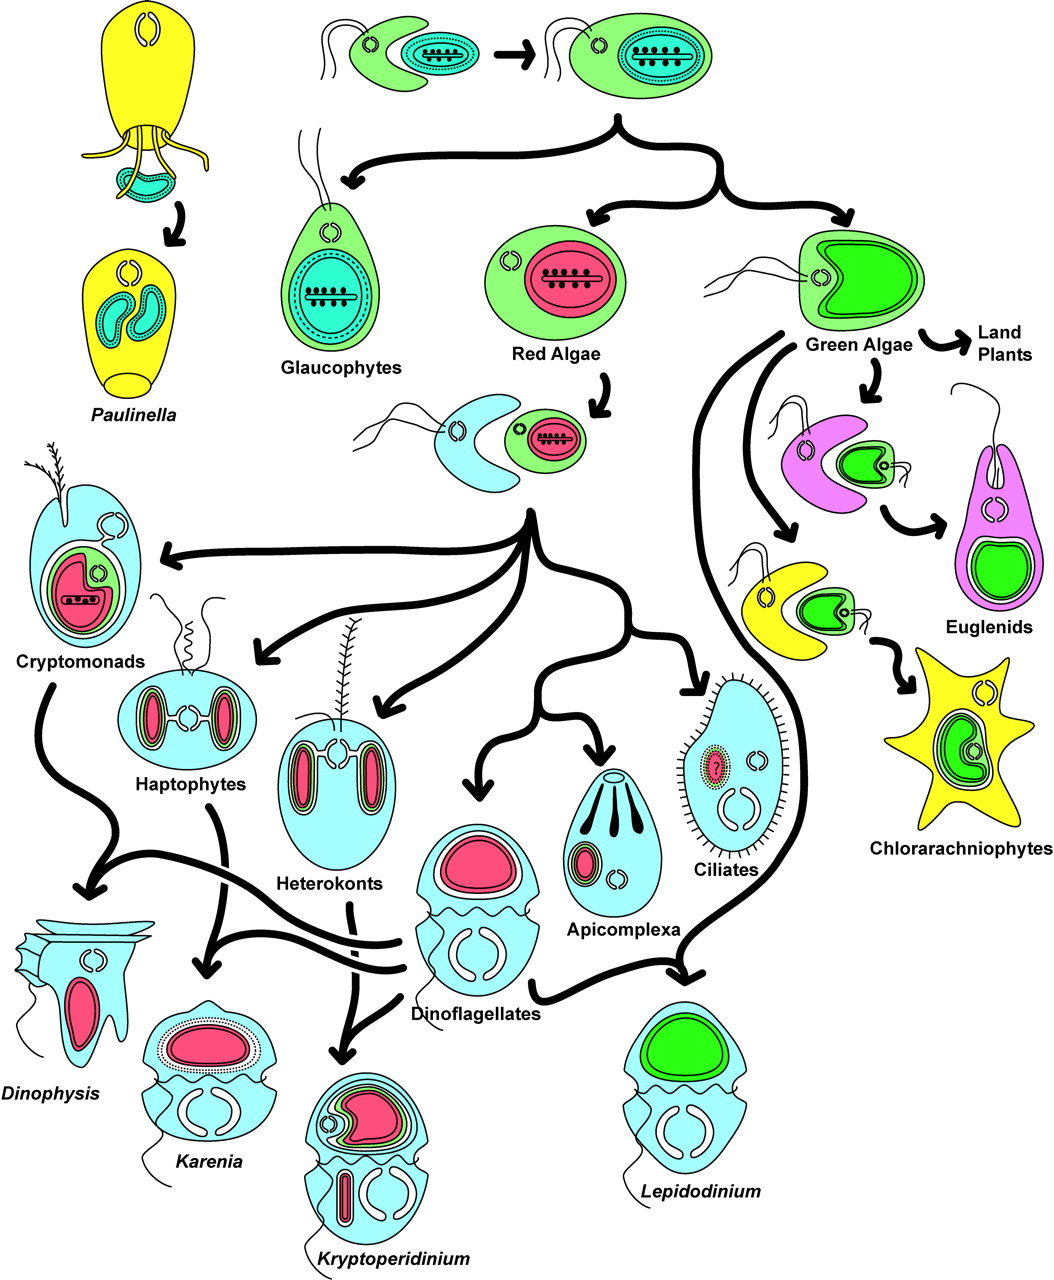 Glaucophytes
Red Algae
Green Algae
Land
Plants
Paulinella
Euglenids
Cryptomonads
Haptophytes
Heterokonts
?
Ciliates
Chlorarachniophytes
Apicomplexa
Dinoflagellates
Dinophysis
Karenia
Lepidodinium
Kryptoperidinium